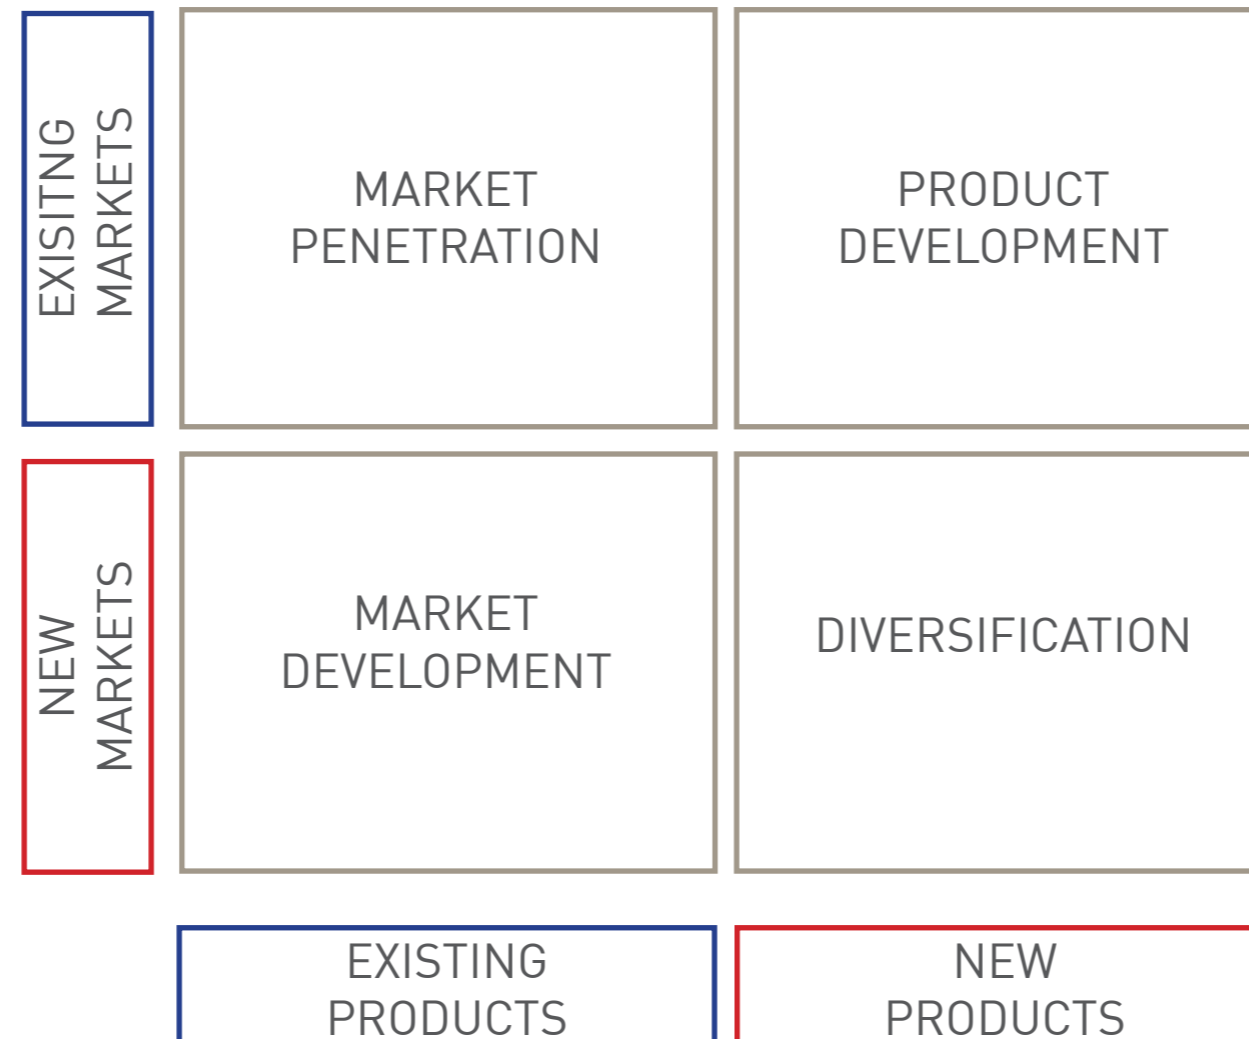 EXISITNG
MARKETS
MARKET
PENETRATION
PRODUCT
DEVELOPMENT
NEW
MARKETS
MARKET
DEVELOPMENT
DIVERSIFICATION
EXISTING
PRODUCTS
NEW
PRODUCTS